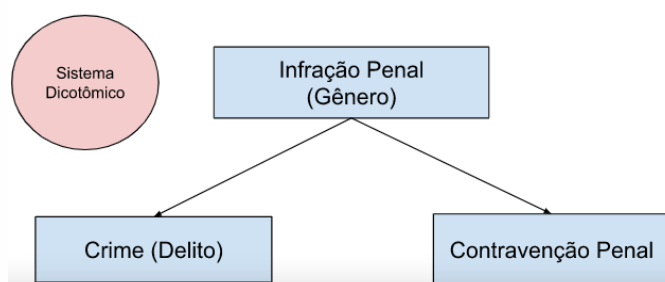 Sistema
Dicotômico
Infração Penal
(Gênero)
Crime (Delito)
Contravenção Penal